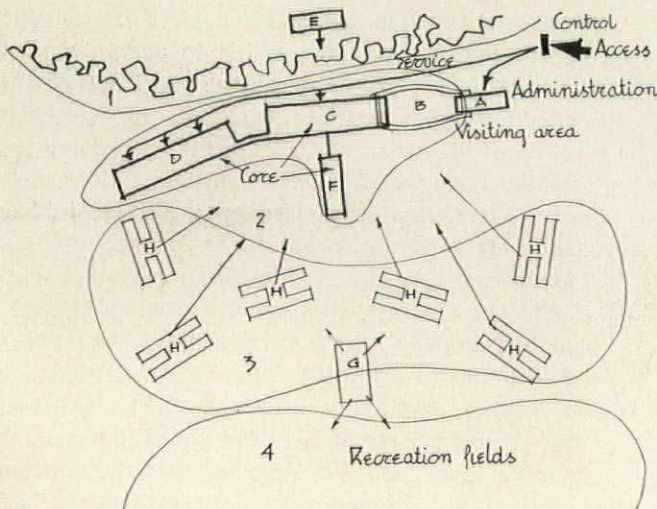 E
Control
Access
1
Service
A
Administration
B
C
Visiting area
D
Core
F
H
2
H
H
H
H
H
3
G
4
Recreation fields